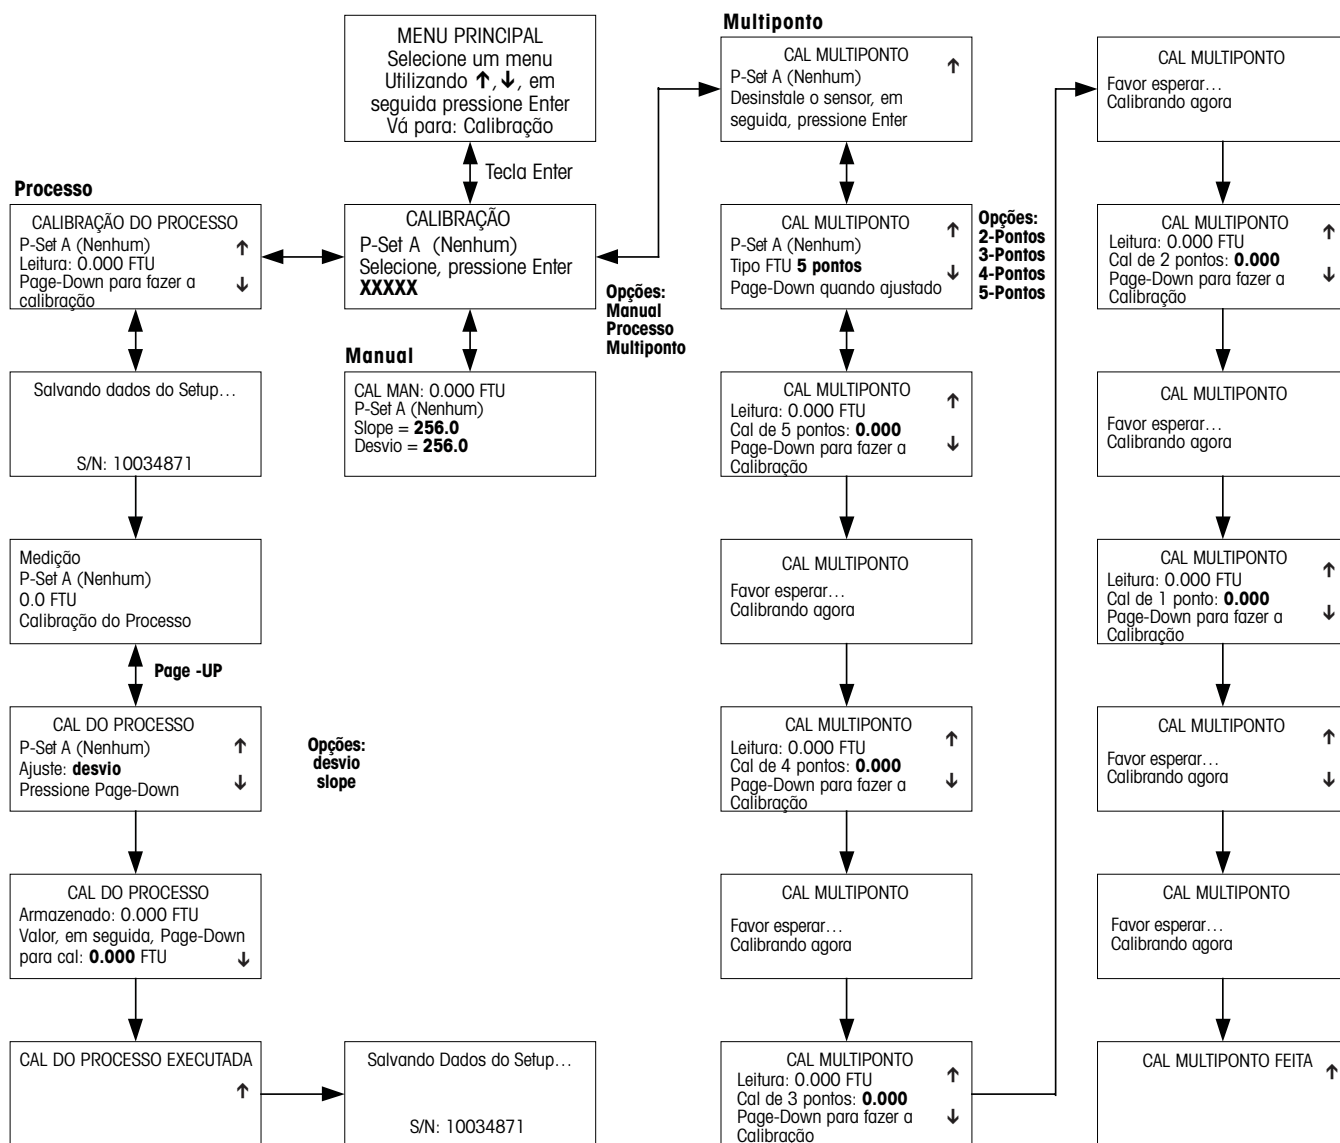 MENU PRINCIPAL
Selecione um menu
Utilizando ↑,↓, em
seguida pressione Enter
Vá para: Calibração
Tecla Enter
Processo
CALIBRAÇÃO DO PROCESSO
P-Set A (Nenhum) ↑
Leitura: 0.000 FTU
Page-Down para fazer a ↓
calibração
CALIBRAÇÃO
P-Set A (Nenhum)
Selecione, pressione Enter
XXXXX
Opções:
Manual
Processo
Multiponto
Manual
CAL MAN: 0.000 FTU
P-Set A (Nenhum)
Slope = 256.0
Desvio = 256.0
Salvando dados do Setup...
S/N: 10034871
Medição
P-Set A (Nenhum)
0.0 FTU
Calibração do Processo
Page -UP
CAL DO PROCESSO
P-Set A (Nenhum) ↑
Ajuste: desvio
Pressione Page-Down ↓
Opções:
desvio
slope
CAL DO PROCESSO
Armazenado: 0.000 FTU
Valor, em seguida, Page-Down
para cal: 0.000 FTU ↓
CAL DO PROCESSO EXECUTADA
↑
Salvando Dados do Setup...
S/N: 10034871
Multiponto
CAL MULTIPONTO ↑
P-Set A (Nenhum)
Desinstale o sensor, em
seguida, pressione Enter
CAL MULTIPONTO ↑
P-Set A (Nenhum)
Tipo FTU 5 pontos ↓
Page-Down quando ajustado
Opções:
2-Pontos
3-Pontos
4-Pontos
5-Pontos
CAL MULTIPONTO ↑
Leitura: 0.000 FTU
Cal de 5 pontos: 0.000
Page-Down para fazer a ↓
Calibração
CAL MULTIPONTO
Favor esperar...
Calibrando agora
CAL MULTIPONTO ↑
Leitura: 0.000 FTU
Cal de 4 pontos: 0.000
Page-Down para fazer a ↓
Calibração
CAL MULTIPONTO
Favor esperar...
Calibrando agora
CAL MULTIPONTO ↑
Leitura: 0.000 FTU
Cal de 3 pontos: 0.000
Page-Down para fazer a ↓
Calibração
CAL MULTIPONTO
Favor esperar...
Calibrando agora
CAL MULTIPONTO ↑
Leitura: 0.000 FTU
Cal de 2 pontos: 0.000
Page-Down para fazer a ↓
Calibração
CAL MULTIPONTO
Favor esperar...
Calibrando agora
CAL MULTIPONTO ↑
Leitura: 0.000 FTU
Cal de 1 ponto: 0.000
Page-Down para fazer a ↓
Calibração
CAL MULTIPONTO ↑
Favor esperar...
Calibrando agora ↓
CAL MULTIPONTO
Favor esperar...
Calibrando agora
CAL MULTIPONTO FEITA ↑